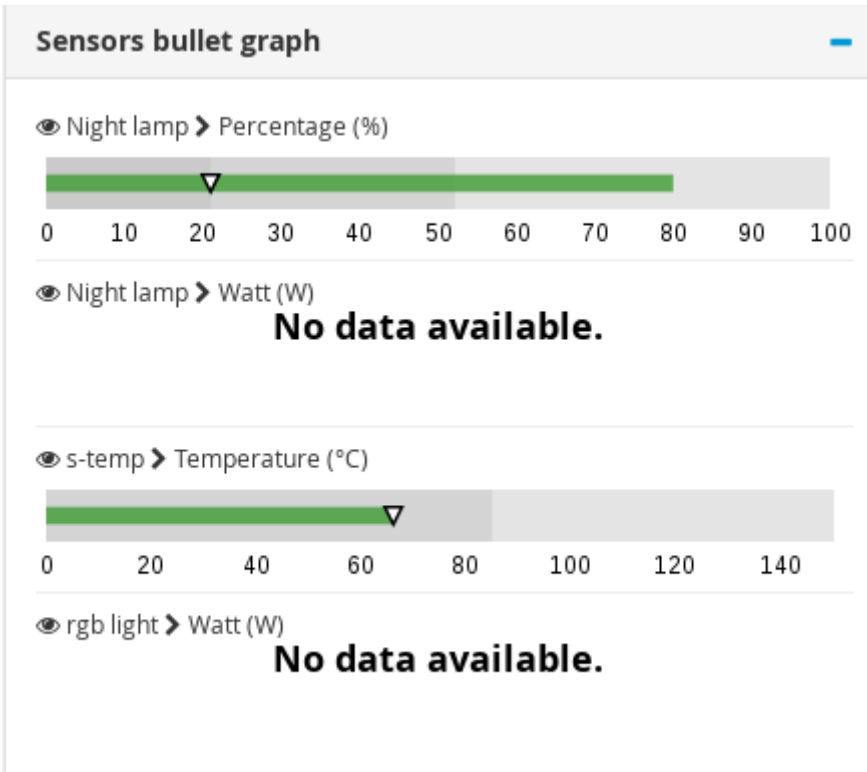 Sensors bullet graph
Night lamp > Percentage (%)
0 10 20 30 40 50 60 70 80 90 100
Night lamp > Watt (W)
No data available.
s-temp > Temperature (°C)
0 20 40 60 80 100 120 140
rgb light > Watt (W)
No data available.